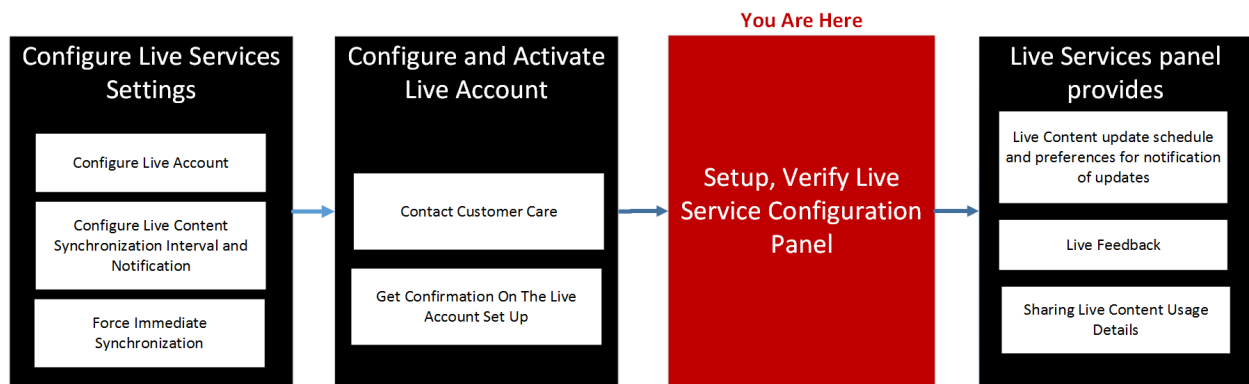 You Are Here
Configure Live Services
Settings
Configure Live Account
Configure Live Content
Synchronization Interval and
Notification
Force Immediate
Synchronization
Configure and Activate
Live Account
Contact Customer Care
Get Confirmation On The Live
Account Set Up
Setup, Verify Live
Service Configuration
Panel
Live Services panel
provides
Live Content update schedule
and preferences for notification
of updates
Live Feedback
Sharing Live Content Usage
Details